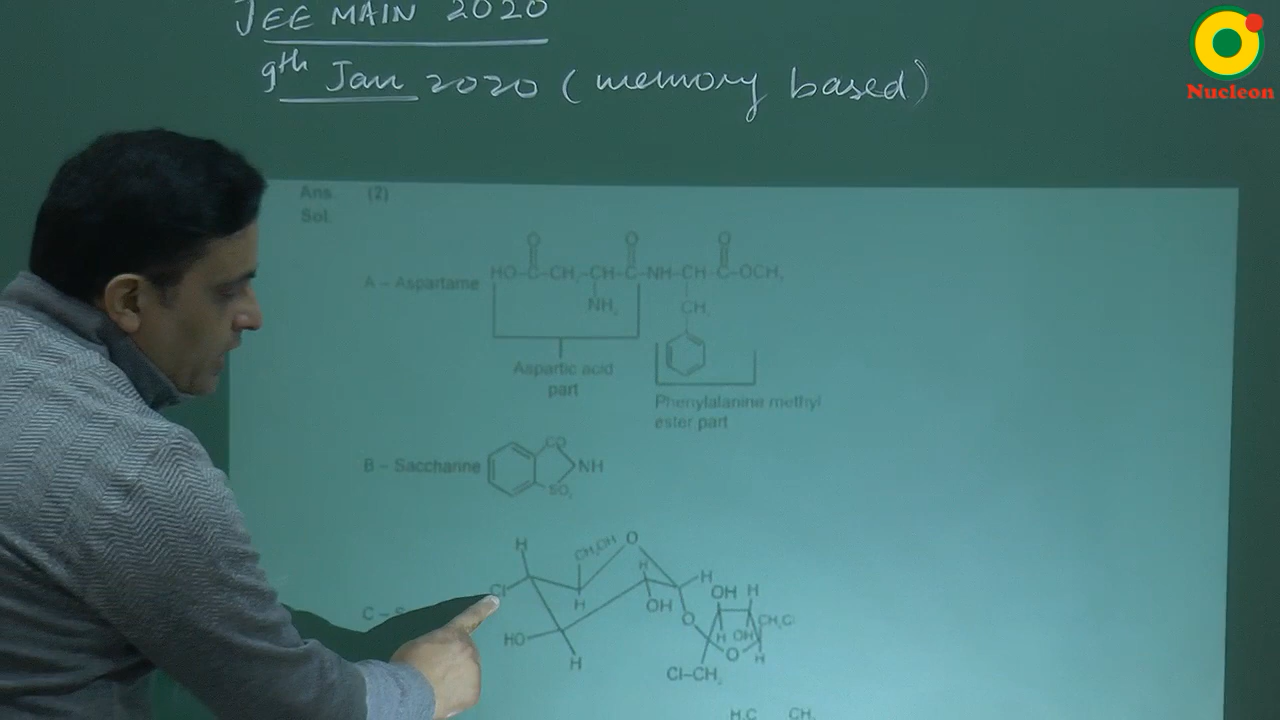 JEE MAIN 2020
9th Jan 2020 (memory based)
Nucleon
Ans. (2)
Sol.
A – Aspartame HO–C–CH₂–CH–C–NH–CH–C–OCH₃
O O O
NH₂ CH₂
Aspartic acid
part
Phenylalanine methyl
ester part
B – Saccharine CO NH SO₂
H CH₂OH O
Cl H H H
OH OH H
C – S
HO O CH₂Cl
H OH
H O H
Cl–CH₂
H₃C CH₃